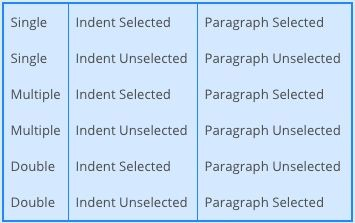 Single Indent Selected Paragraph Selected
Single Indent Unselected Paragraph Unselected
Multiple Indent Selected Paragraph Selected
Multiple Indent Unselected Paragraph Unselected
Double Indent Selected Paragraph Unselected
Double Indent Unselected Paragraph Selected